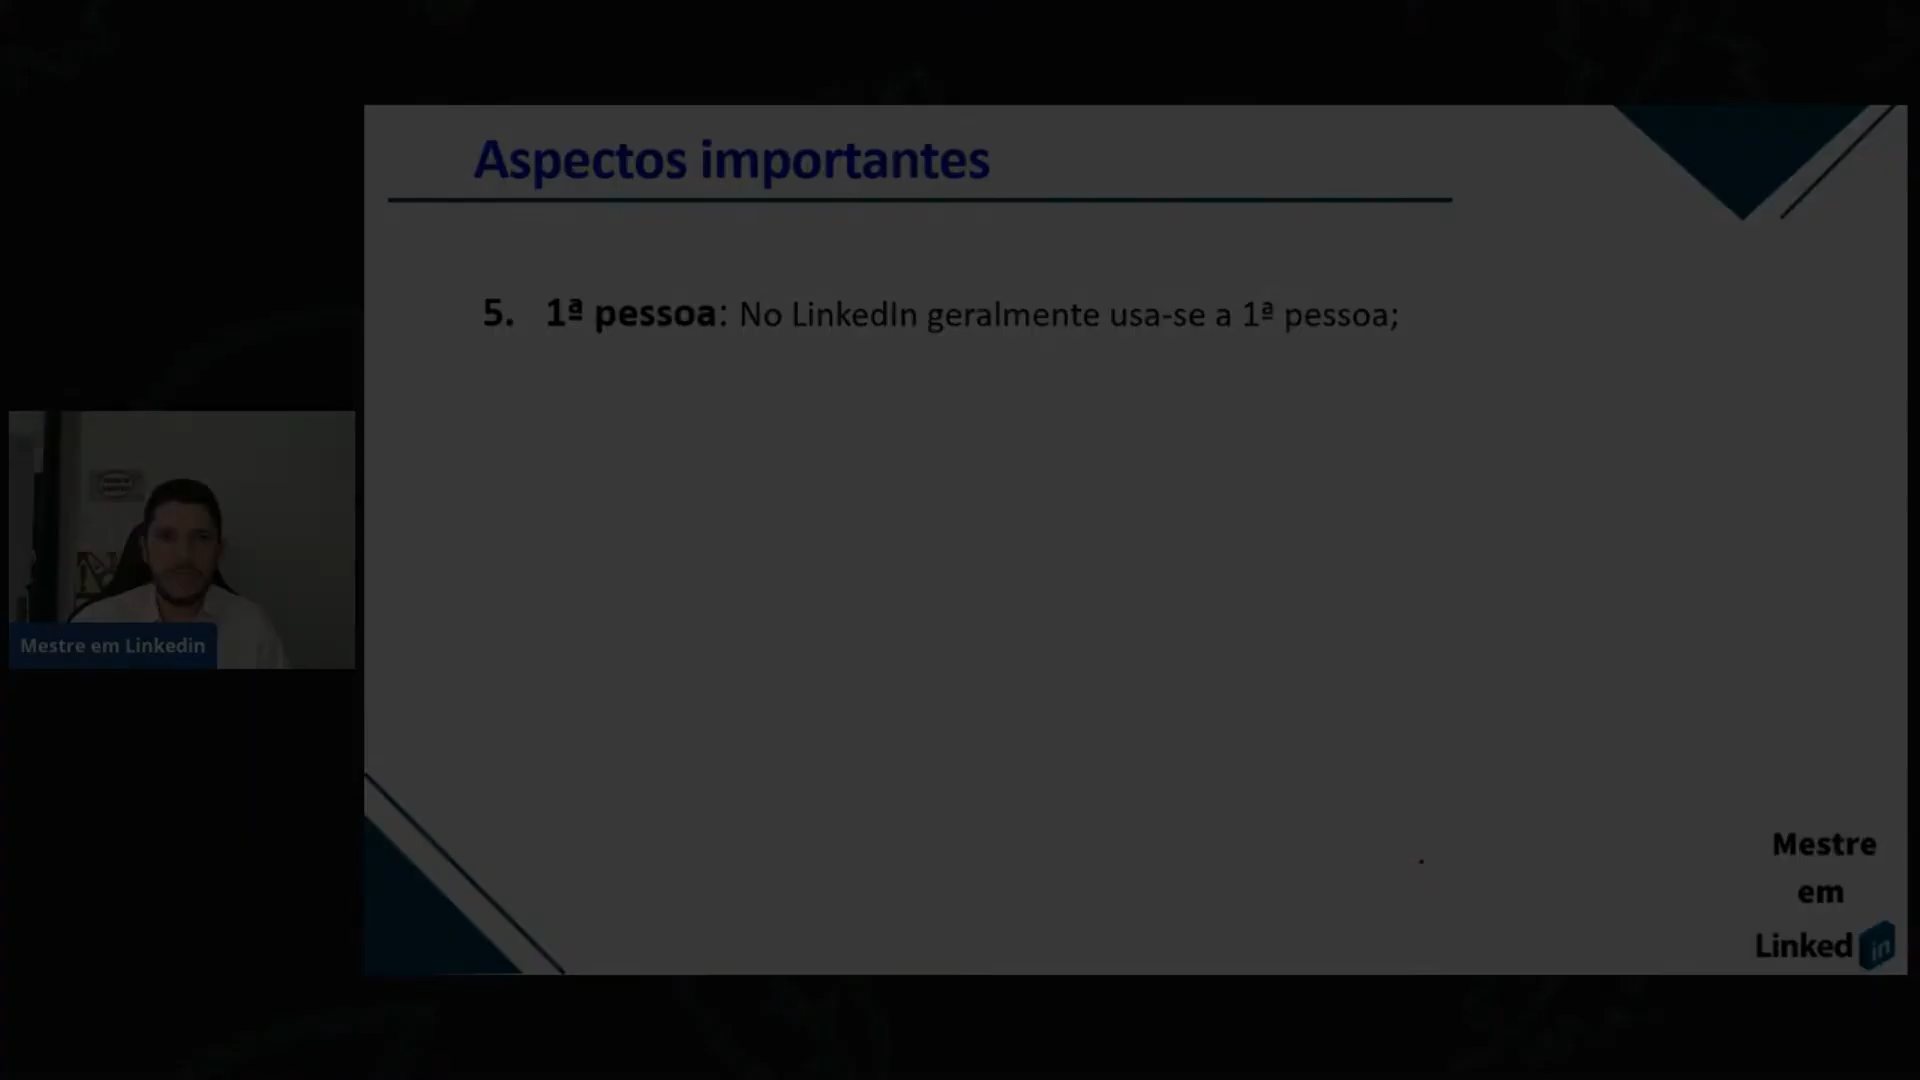 Aspectos importantes
5. 1ª pessoa: No LinkedIn geralmente usa-se a 1ª pessoa;
Mestre em Linkedin
Mestre
em
Linked in